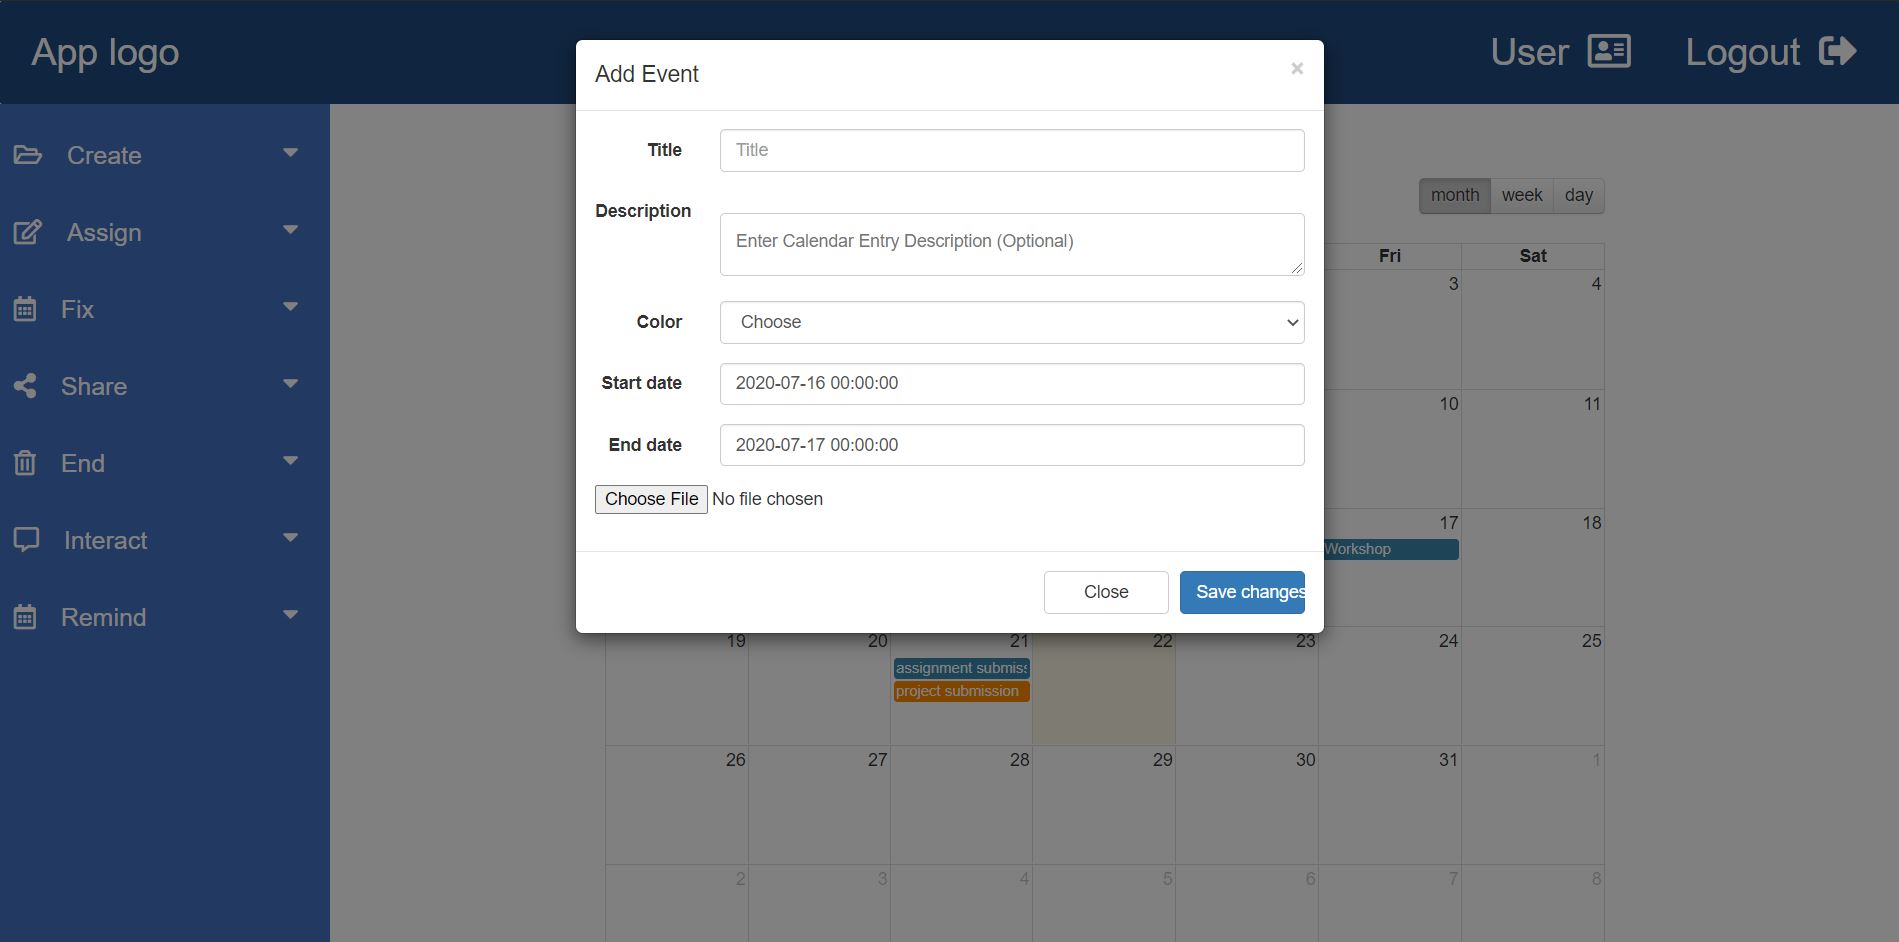 App logo
User
Logout
Create
Assign
Fix
Share
End
Interact
Remind
Add Event
×
Title
Title
Description
Enter Calendar Entry Description (Optional)
Color
Choose
Start date
2020-07-16 00:00:00
End date
2020-07-17 00:00:00
Choose File No file chosen
Close
Save changes
month week day
Fri Sat
3 4
10 11
17 18
Workshop
19 20 21 22 23 24 25
assignment submiss
project submission
26 27 28 29 30 31 1
2 3 4 5 6 7 8